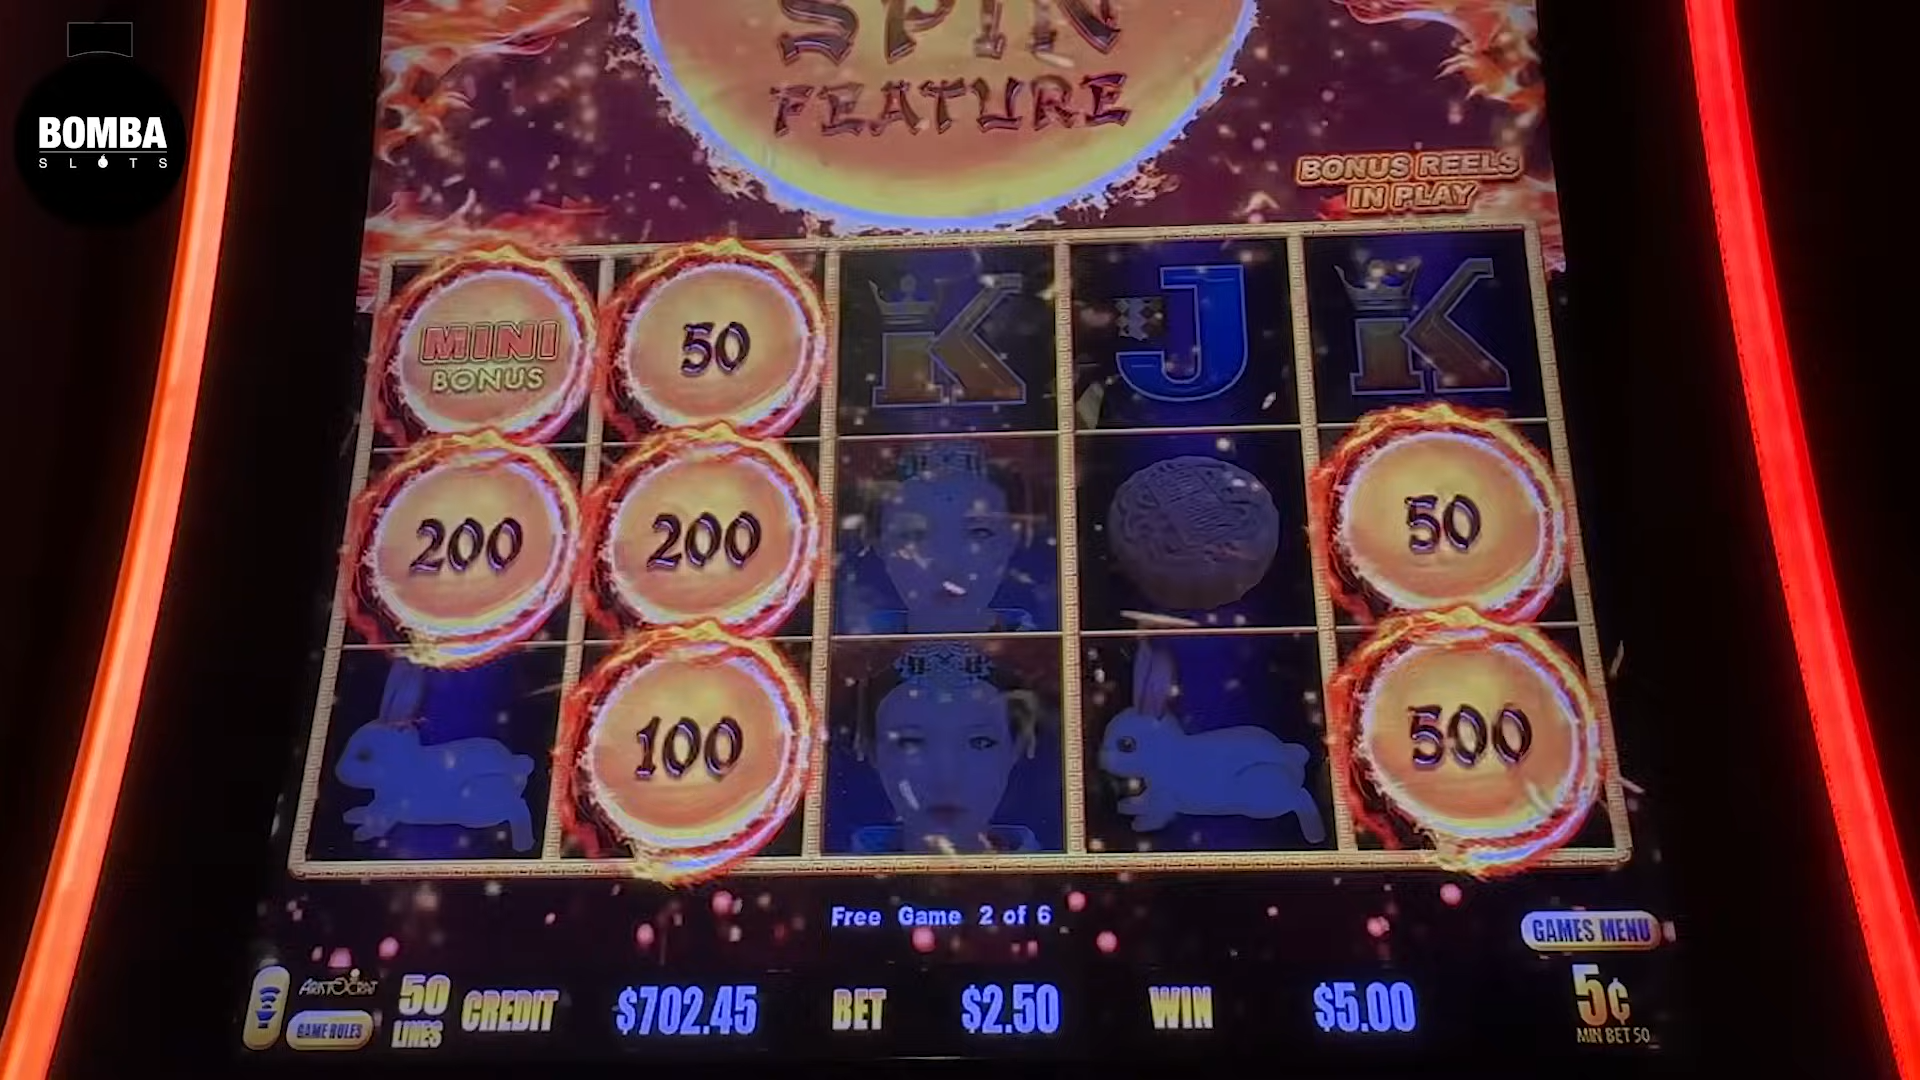 BOMBA
SLOTS
SPIN
FEATURE
BONUS REELS
IN PLAY
MINI
BONUS
50
K
J
K
200
200
50
100
500
Free Game 2 of 6
GAMES MENU
ARISTOCRAT
GAME RULES
50
LINES
CREDIT
$702.45
BET
$2.50
WIN
$5.00
5¢
MIN BET 50